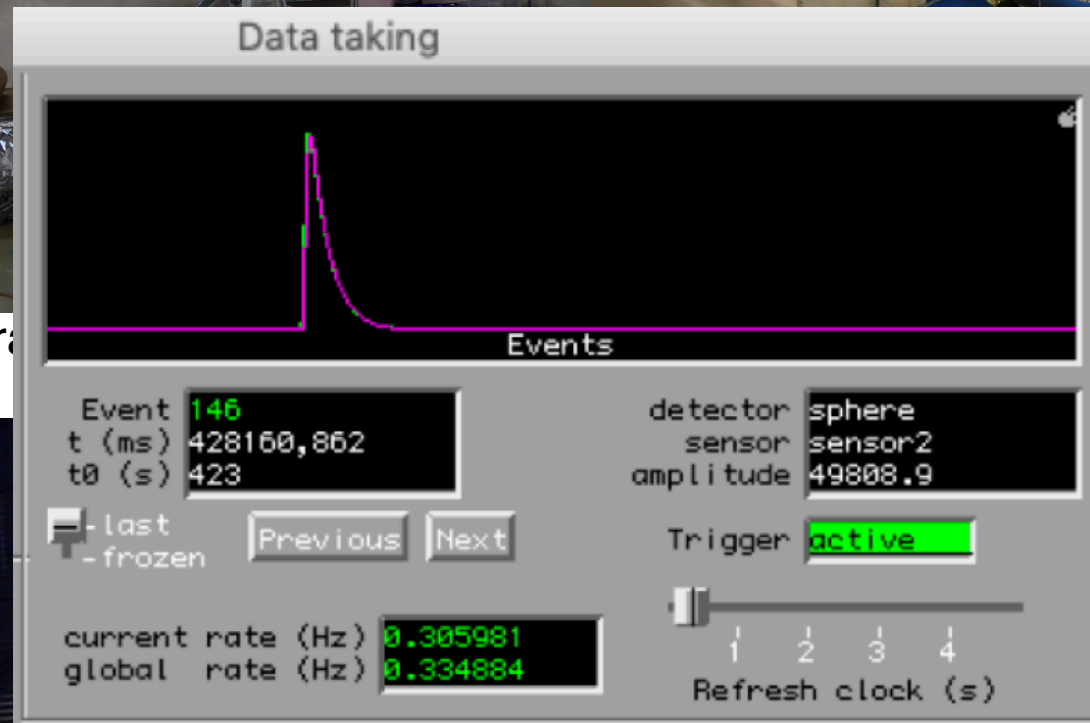 Data taking
Events
Event 146
t (ms) 428160,862
t0 (s) 423
detector sphere
sensor sensor2
amplitude 49808.9
last
frozen
Previous Next
Trigger active
current rate (Hz) 0.305981
global rate (Hz) 0.334884
1 2 3 4
Refresh clock (s)